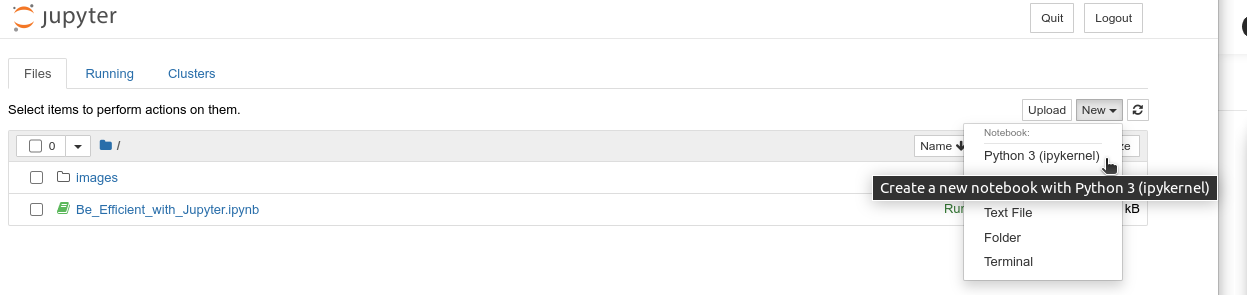 jupyter
Quit Logout
Files Running Clusters
Select items to perform actions on them.
Upload New
0 / Name
Notebook:
Python 3 (ipykernel)
images
Create a new notebook with Python 3 (ipykernel)
Be_Efficient_with_Jupyter.ipynb kB
Text File
Folder
Terminal